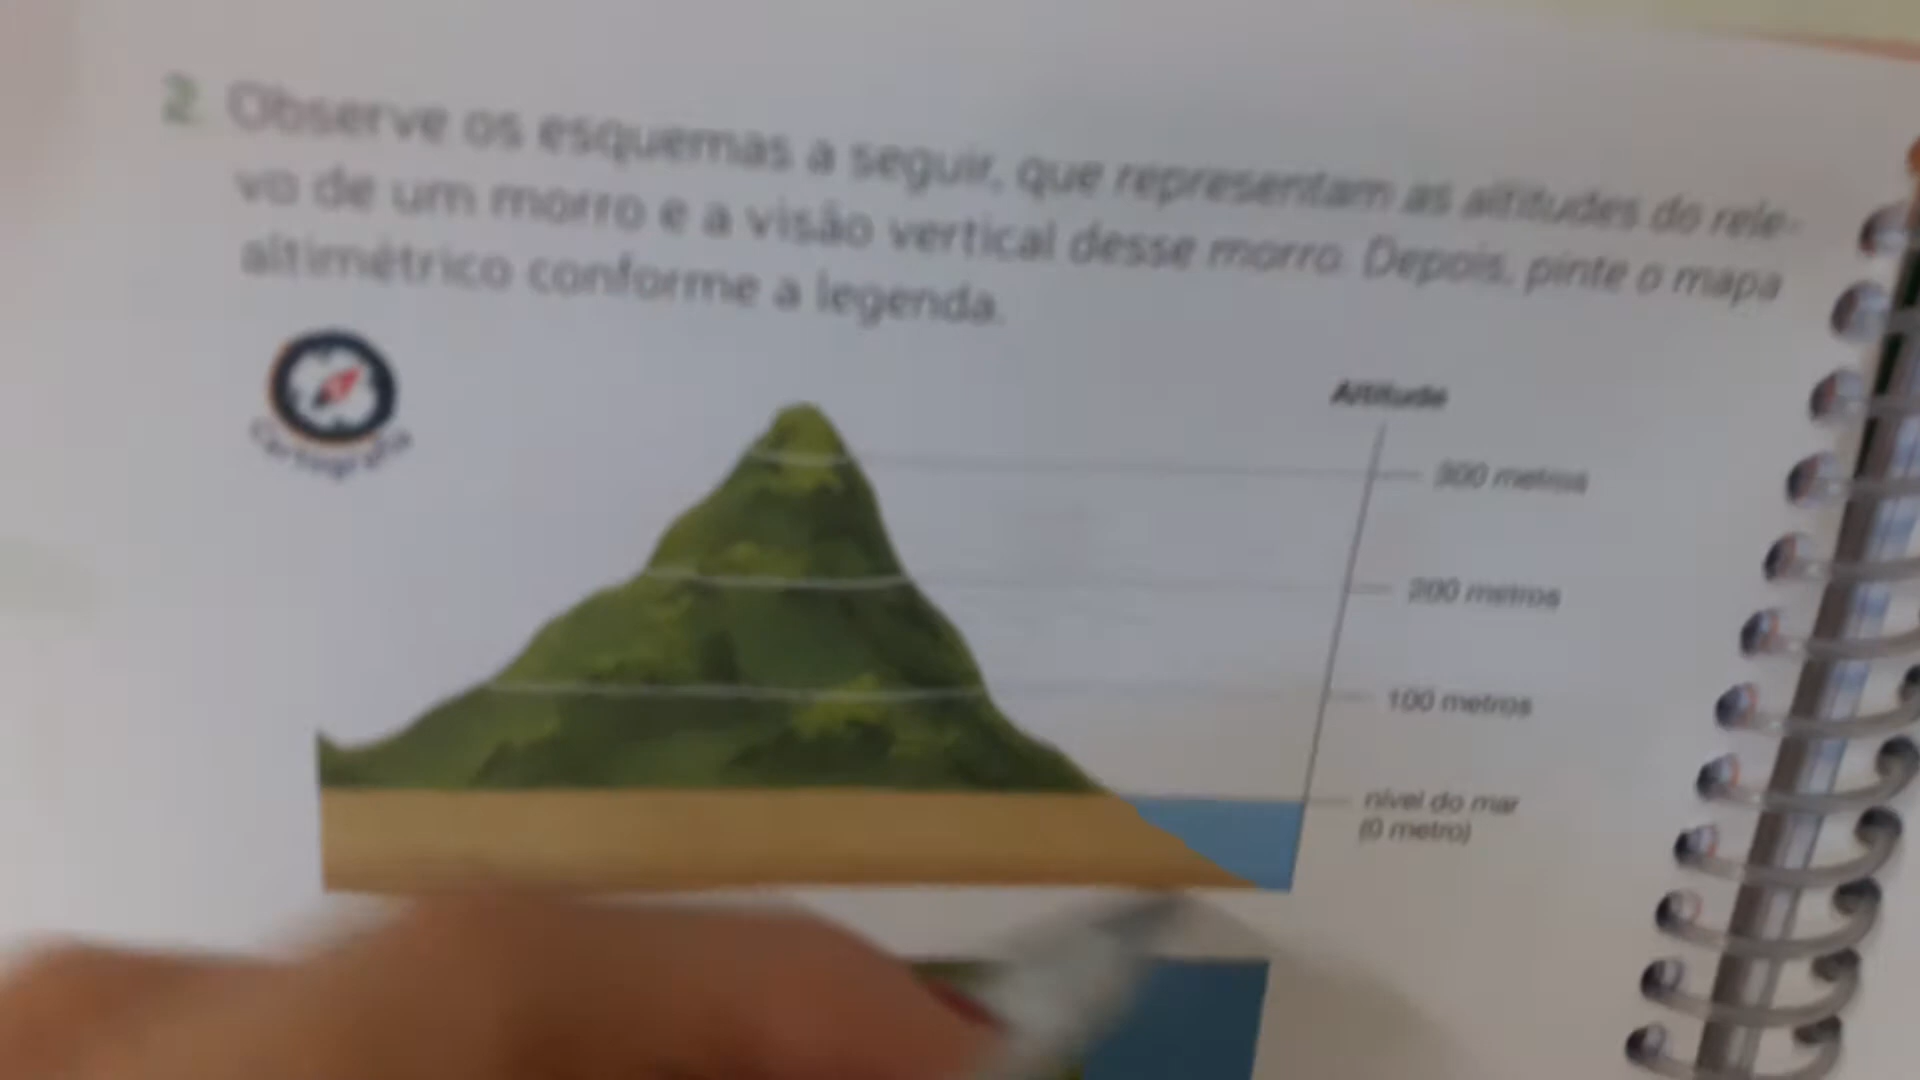 2. Observe os esquemas a seguir, que representam as altitudes do rele-
vo de um morro e a visão vertical desse morro. Depois, pinte o mapa
altimétrico conforme a legenda.
Cartografia
Altitude
300 metros
200 metros
100 metros
nível do mar
(0 metro)